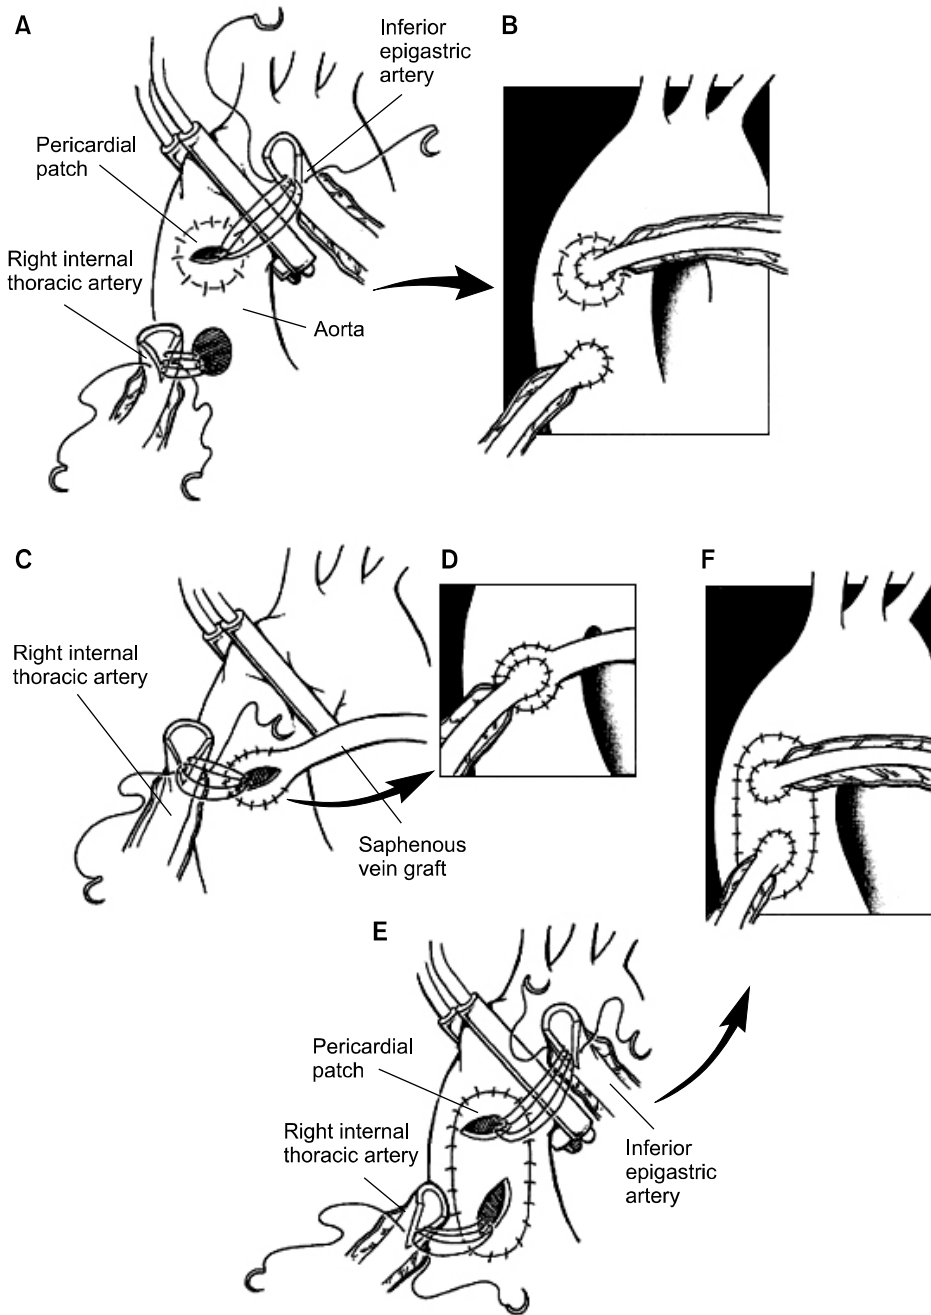 A
Inferior
epigastric
artery
B
Pericardial
patch
Right internal
thoracic artery
Aorta
C
D
F
Right internal
thoracic artery
Saphenous
vein graft
E
Pericardial
patch
Right internal
thoracic artery
Inferior
epigastric
artery